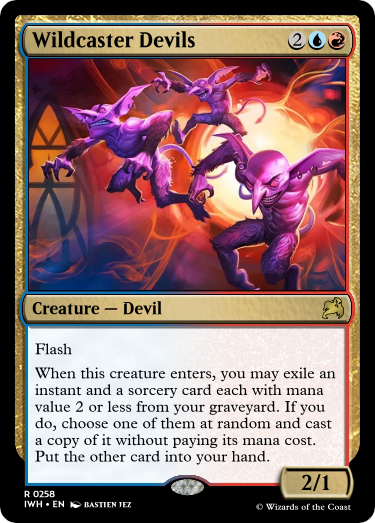 Wildcaster Devils 2
Creature — Devil
Flash
When this creature enters, you may exile an
instant and a sorcery card each with mana
value 2 or less from your graveyard. If you
do, choose one of them at random and cast
a copy of it without paying its mana cost.
Put the other card into your hand.
2/1
R 0258
IWH • EN BASTIEN JEZ
© Wizards of the Coast